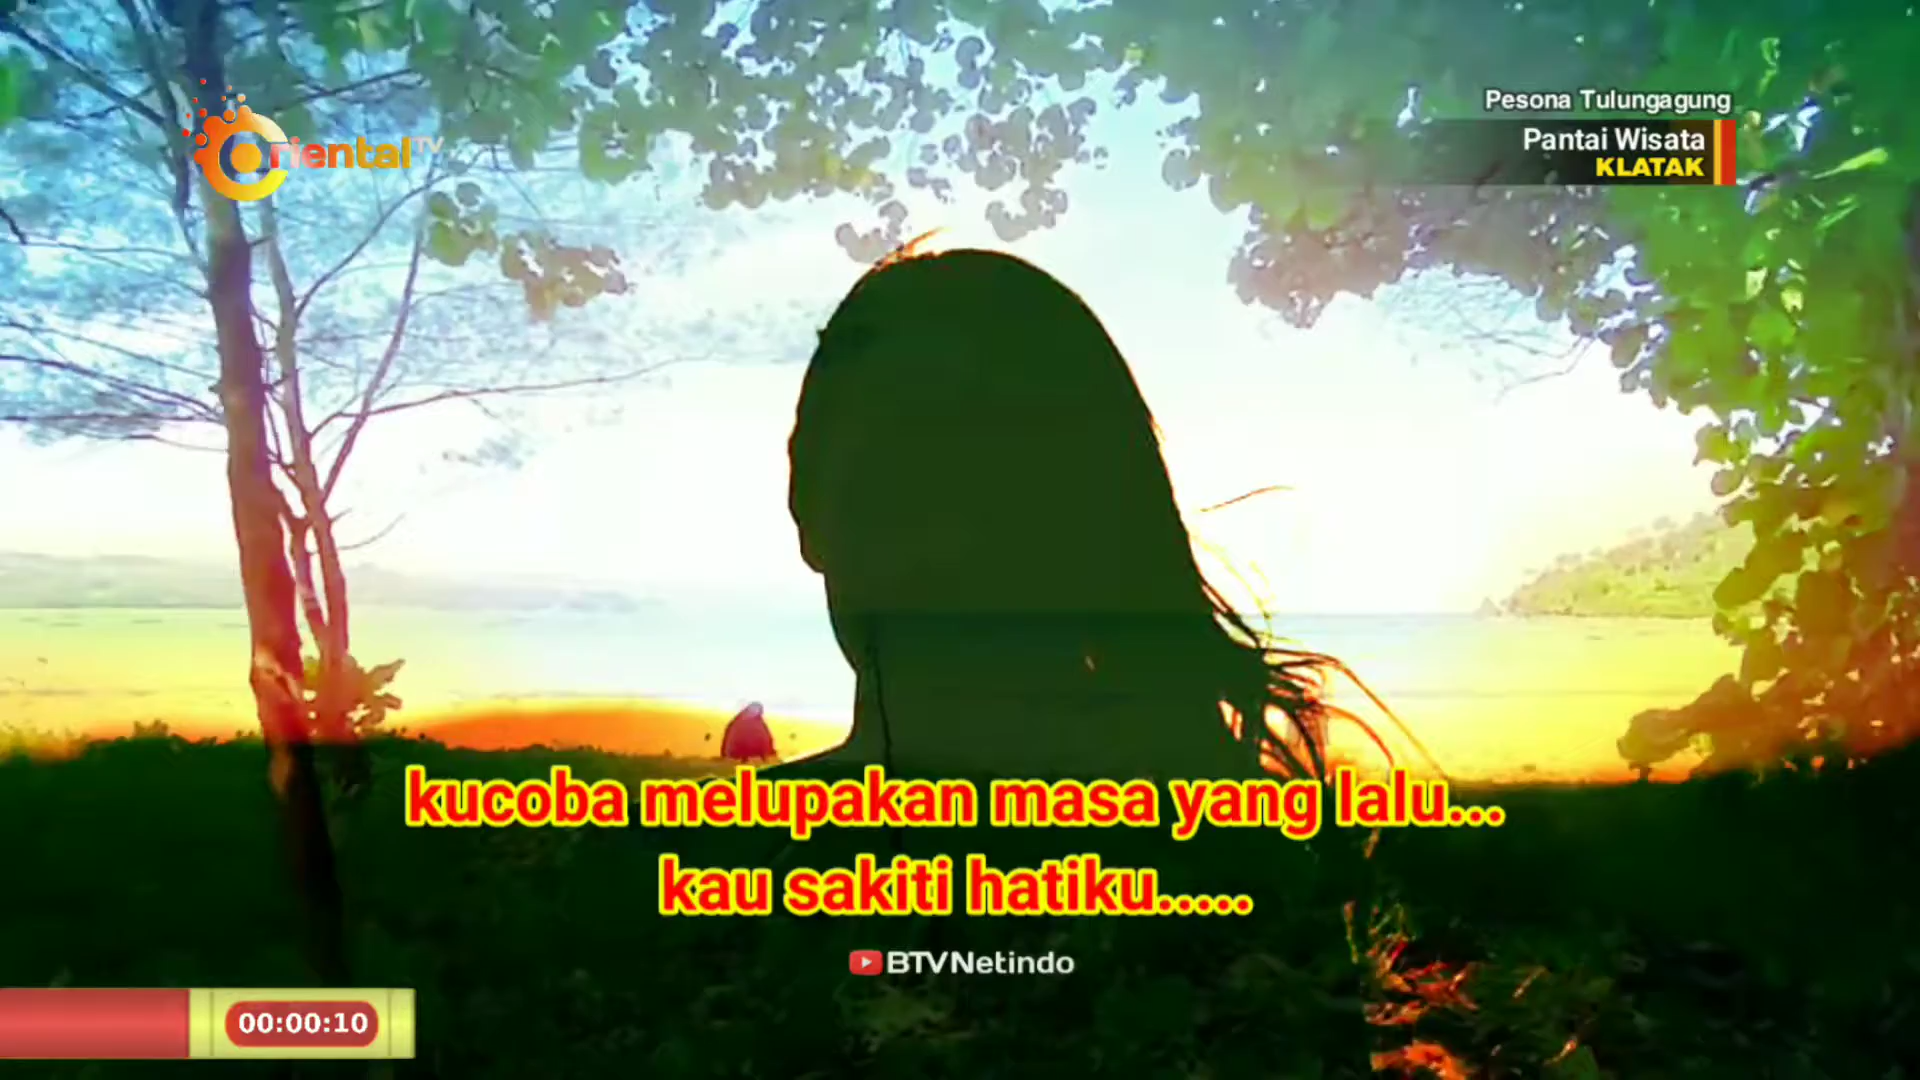 Oriental TV
Pesona Tulungagung
Pantai Wisata
KLATAK
kucoba melupakan masa yang lalu...
kau sakiti hatiku.....
BTVNetindo
00:00:10